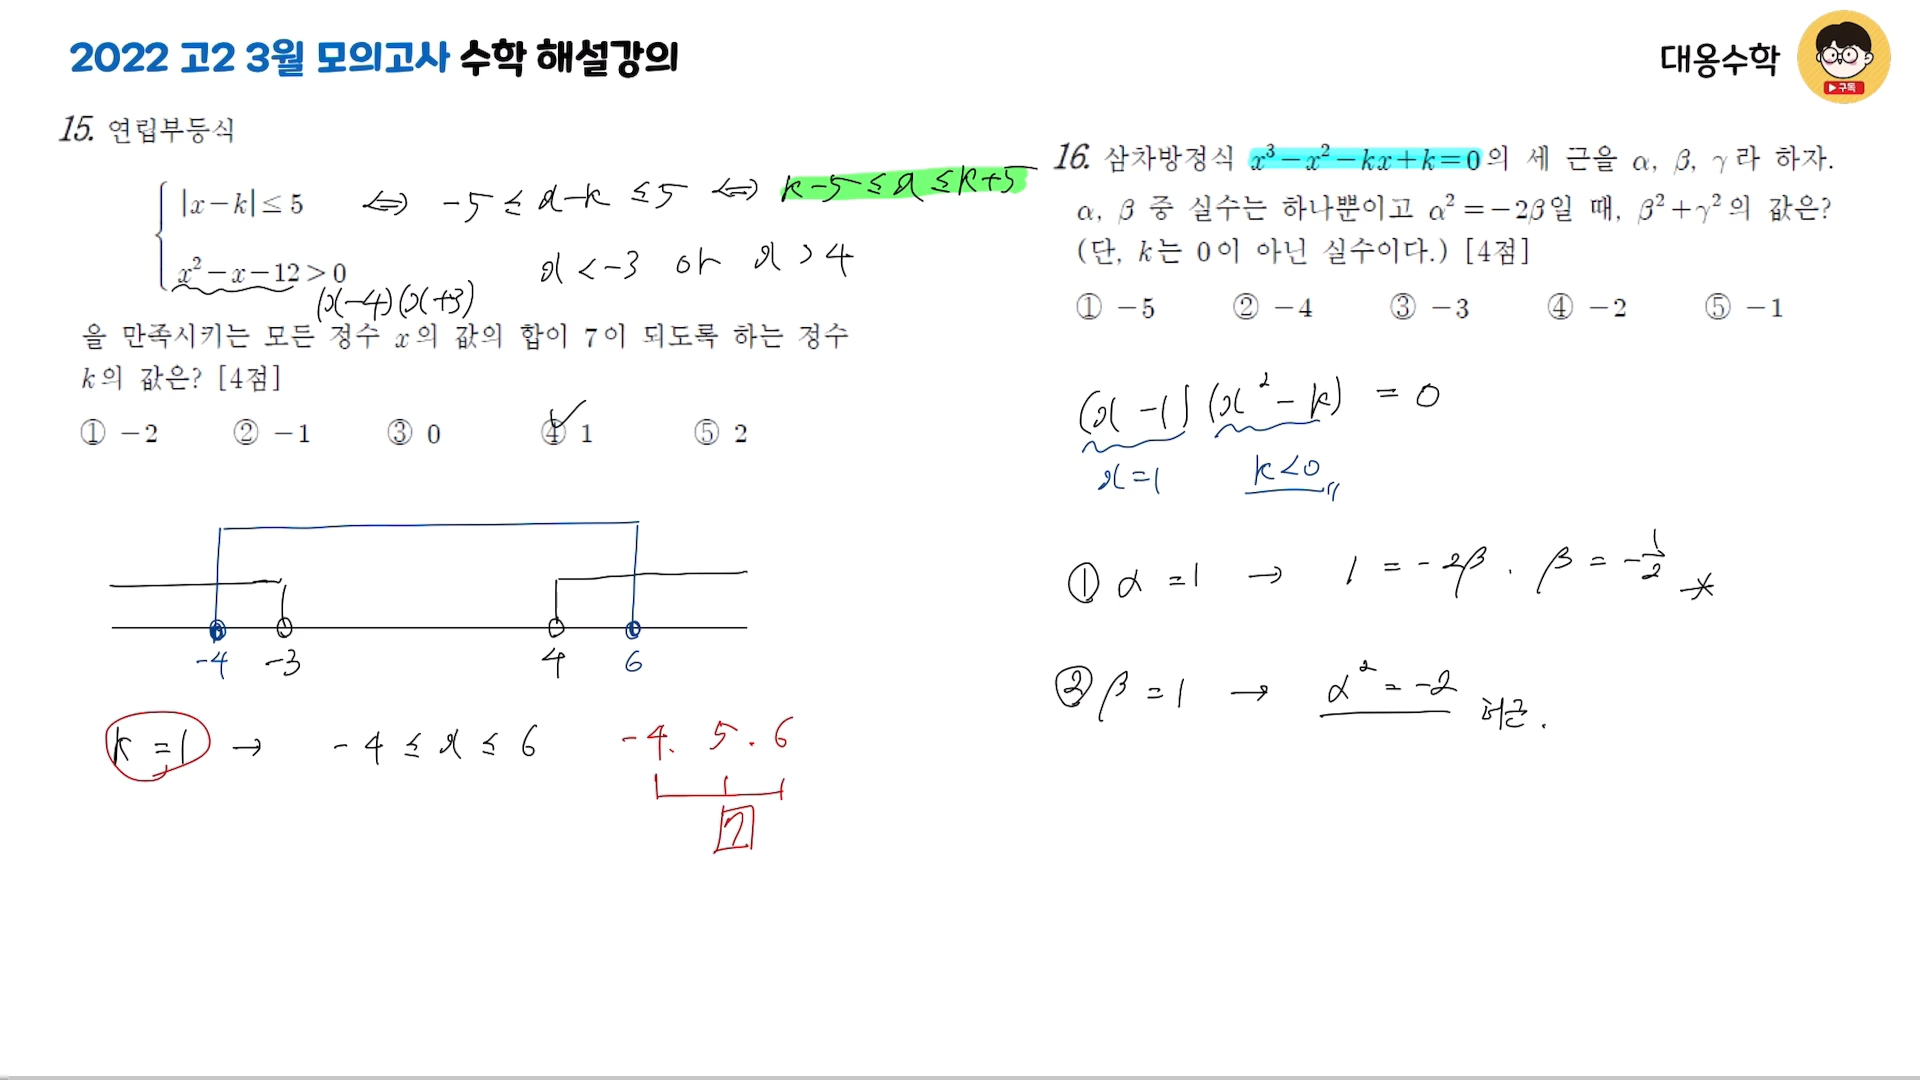 2022 고2 3월 모의고사 수학 해설강의
대웅수학
구독
15. 연립부등식
|x-k|≤5 ⇔ -5 ≤ x-k ≤ 5 ⇔ k-5 ≤ x ≤ k+5
x²-x-12>0 x < -3 or x > 4
(x-4)(x+3)
을 만족시키는 모든 정수 x의 값의 합이 7이 되도록 하는 정수
k의 값은? [4점]
① -2 ② -1 ③ 0 ④ 1 ⑤ 2
-4 -3 4 6
k=1 → -4 ≤ x ≤ 6 -4. 5. 6
7
16. 삼차방정식 x³-x²-kx+k=0의 세 근을 α, β, γ라 하자.
α, β 중 실수는 하나뿐이고 α²=-2β일 때, β²+γ²의 값은?
(단, k는 0이 아닌 실수이다.) [4점]
① -5 ② -4 ③ -3 ④ -2 ⑤ -1
(x-1)(x²-k) = 0
x=1 k<0
① α=1 → 1 = -2β. β = -1/2
② β=1 → α² = -2 허근.